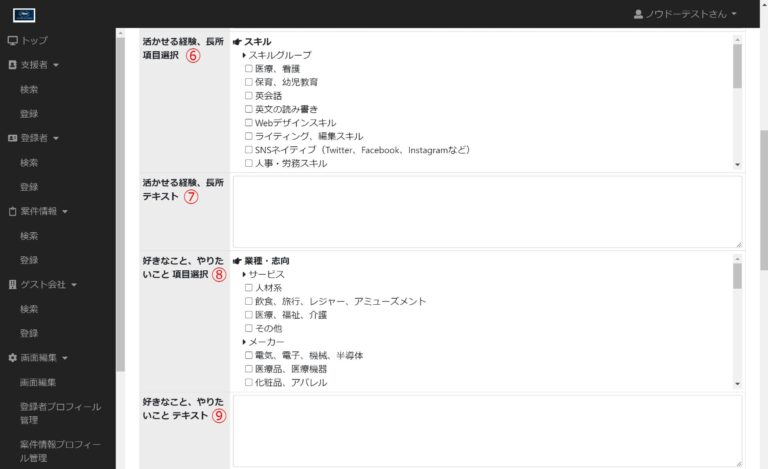 ノウドーテストさん
トップ
支援者
検索
登録
登録者
検索
登録
案件情報
検索
登録
ゲスト会社
検索
登録
画面編集
画面編集
登録者プロフィール
管理
案件情報プロフィー
ル管理
活かせる経験、長所
項目選択 ⑥
スキル
スキルグループ
医療、看護
保育、幼児教育
英会話
英文の読み書き
Webデザインスキル
ライティング、編集スキル
SNSネイティブ（Twitter、Facebook、Instagramなど）
人事・労務スキル
活かせる経験、長所
テキスト ⑦
好きなこと、やりた
いこと 項目選択 ⑧
業種・志向
サービス
人材系
飲食、旅行、レジャー、アミューズメント
医療、福祉、介護
その他
メーカー
電気、電子、機械、半導体
医療品、医療機器
化粧品、アパレル
好きなこと、やりた
いこと テキスト ⑨